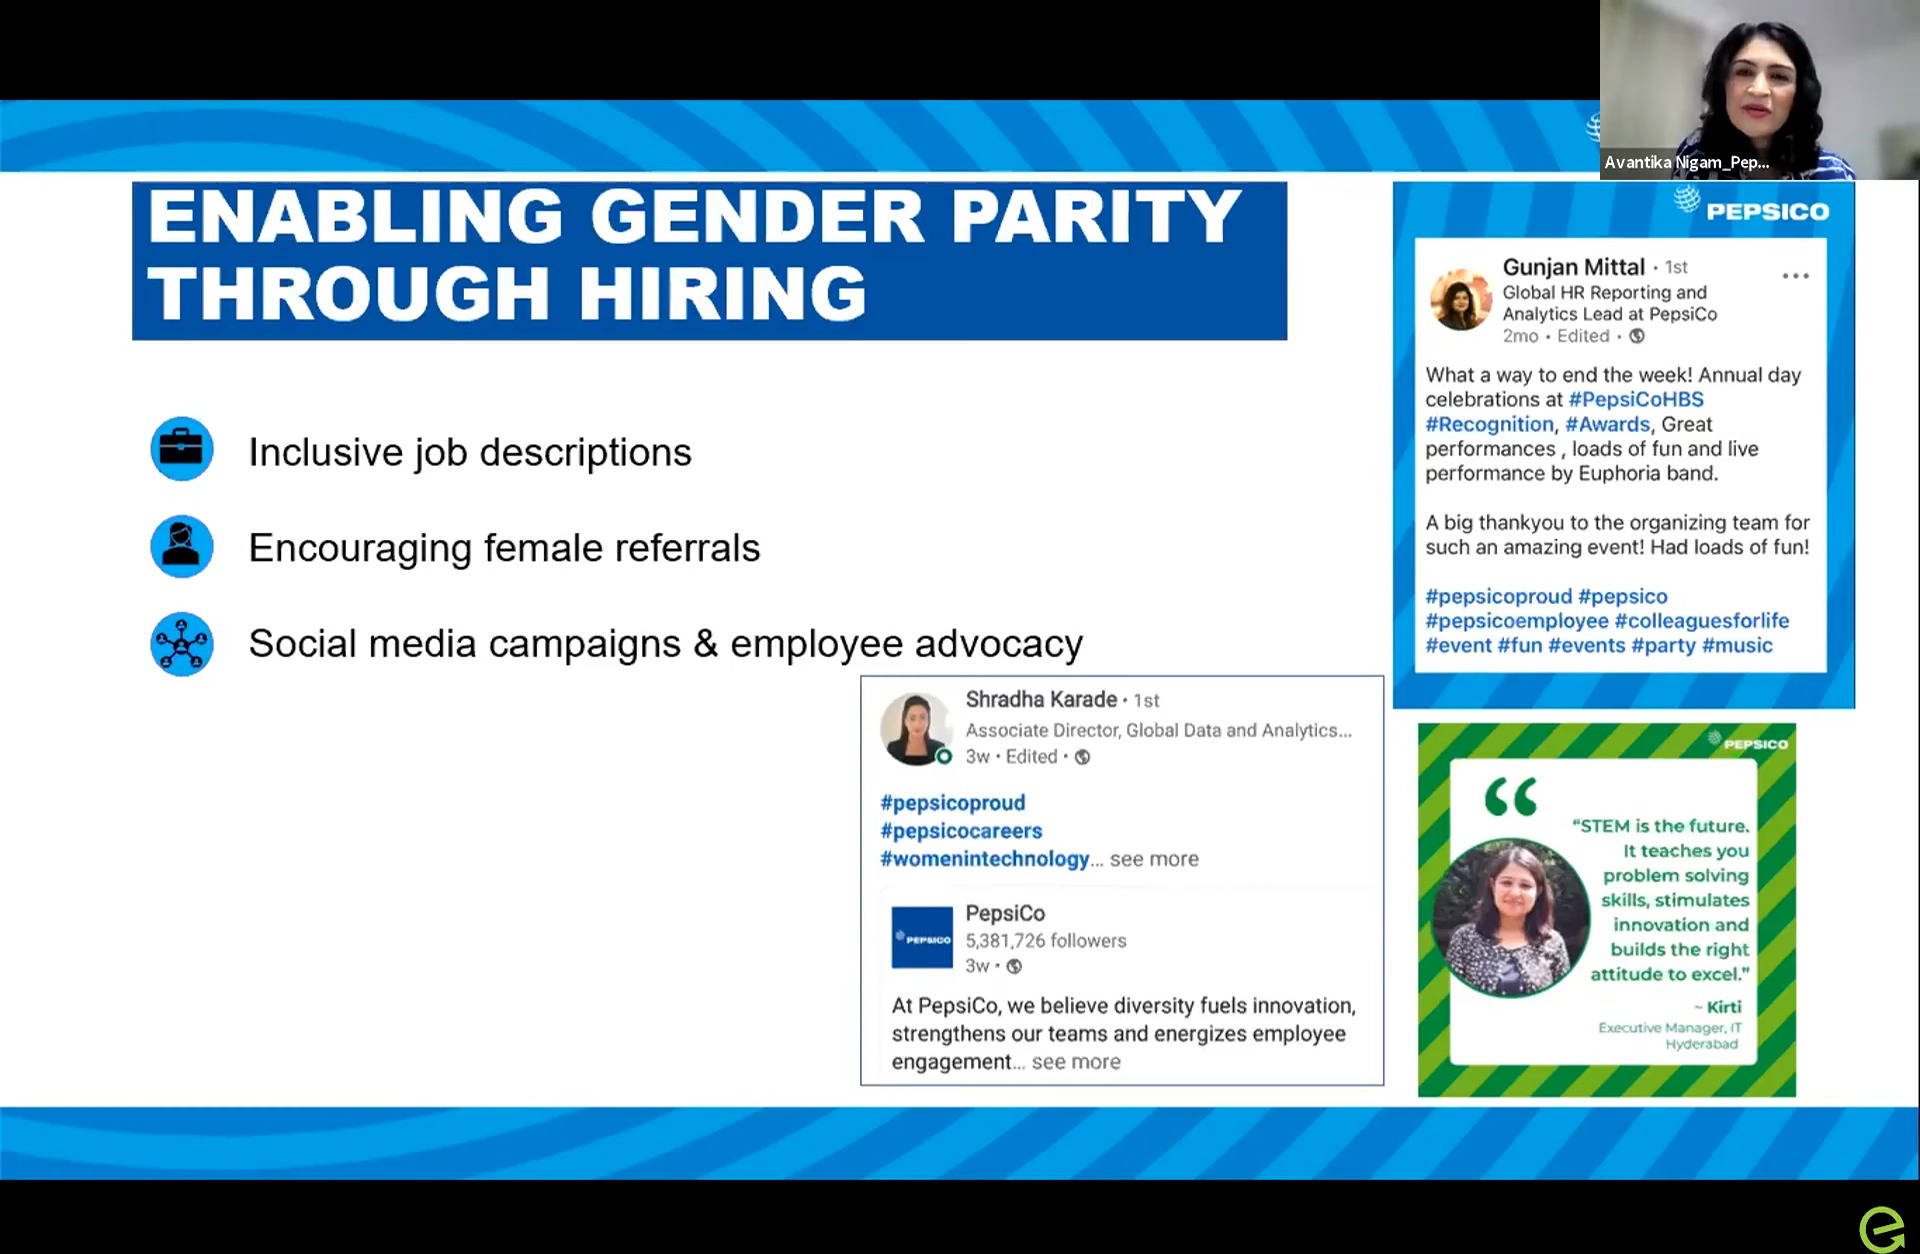 Avantika Nigam_Pep...
ENABLING GENDER PARITY
THROUGH HIRING
Inclusive job descriptions
Encouraging female referrals
Social media campaigns & employee advocacy
PEPSICO
Gunjan Mittal · 1st
Global HR Reporting and
Analytics Lead at PepsiCo
2mo · Edited ·
What a way to end the week! Annual day
celebrations at #PepsiCoHBS
#Recognition, #Awards, Great
performances , loads of fun and live
performance by Euphoria band.
A big thankyou to the organizing team for
such an amazing event! Had loads of fun!
#pepsicoproud #pepsico
#pepsicoemployee #colleaguesforlife
#event #fun #events #party #music
Shradha Karade · 1st
Associate Director, Global Data and Analytics...
3w · Edited ·
#pepsicoproud
#pepsicocareers
#womenintechnology... see more
PEPSICO
PepsiCo
5,381,726 followers
3w ·
At PepsiCo, we believe diversity fuels innovation,
strengthens our teams and energizes employee
engagement... see more
PEPSICO
“STEM is the future.
It teaches you
problem solving
skills, stimulates
innovation and
builds the right
attitude to excel.”
~ Kirti
Executive Manager, IT
Hyderabad